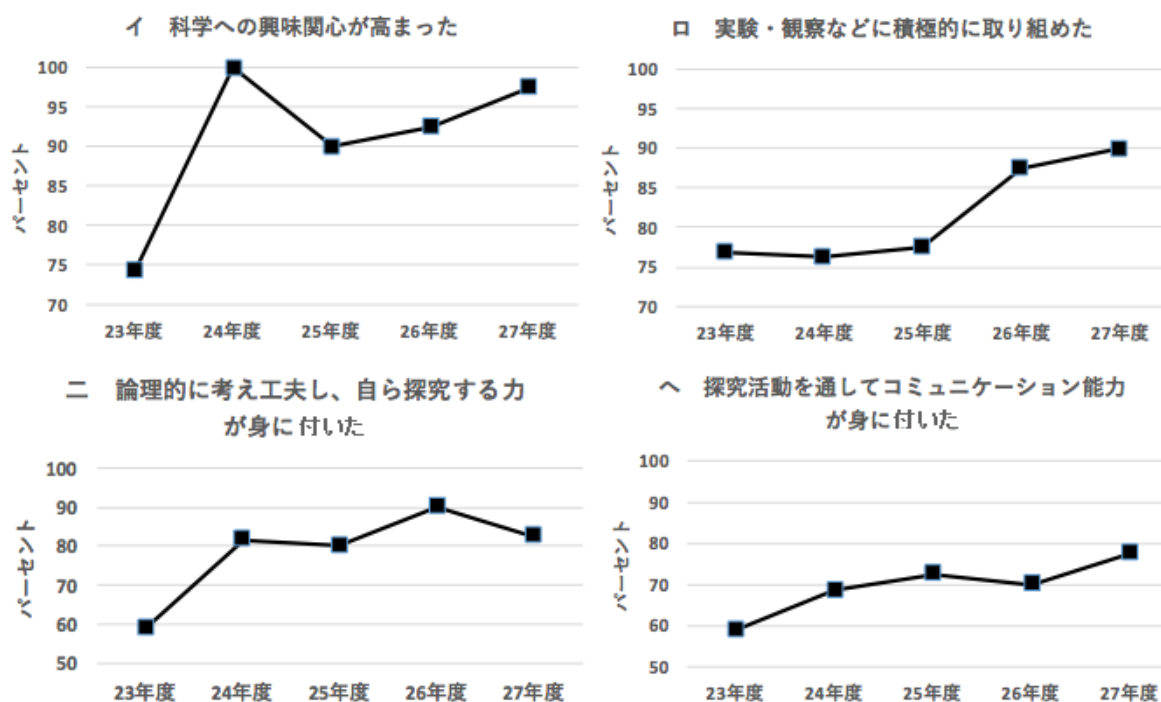 イ 科学への興味関心が高まった
100
95
90
85
80
75
70
パーセント
23年度 24年度 25年度 26年度 27年度
ロ 実験・観察などに積極的に取り組めた
100
95
90
85
80
75
70
パーセント
23年度 24年度 25年度 26年度 27年度
ニ 論理的に考え工夫し、自ら探究する力
が身に付いた
100
90
80
70
60
50
パーセント
23年度 24年度 25年度 26年度 27年度
ヘ 探究活動を通してコミュニケーション能力
が身に付いた
100
90
80
70
60
50
パーセント
23年度 24年度 25年度 26年度 27年度